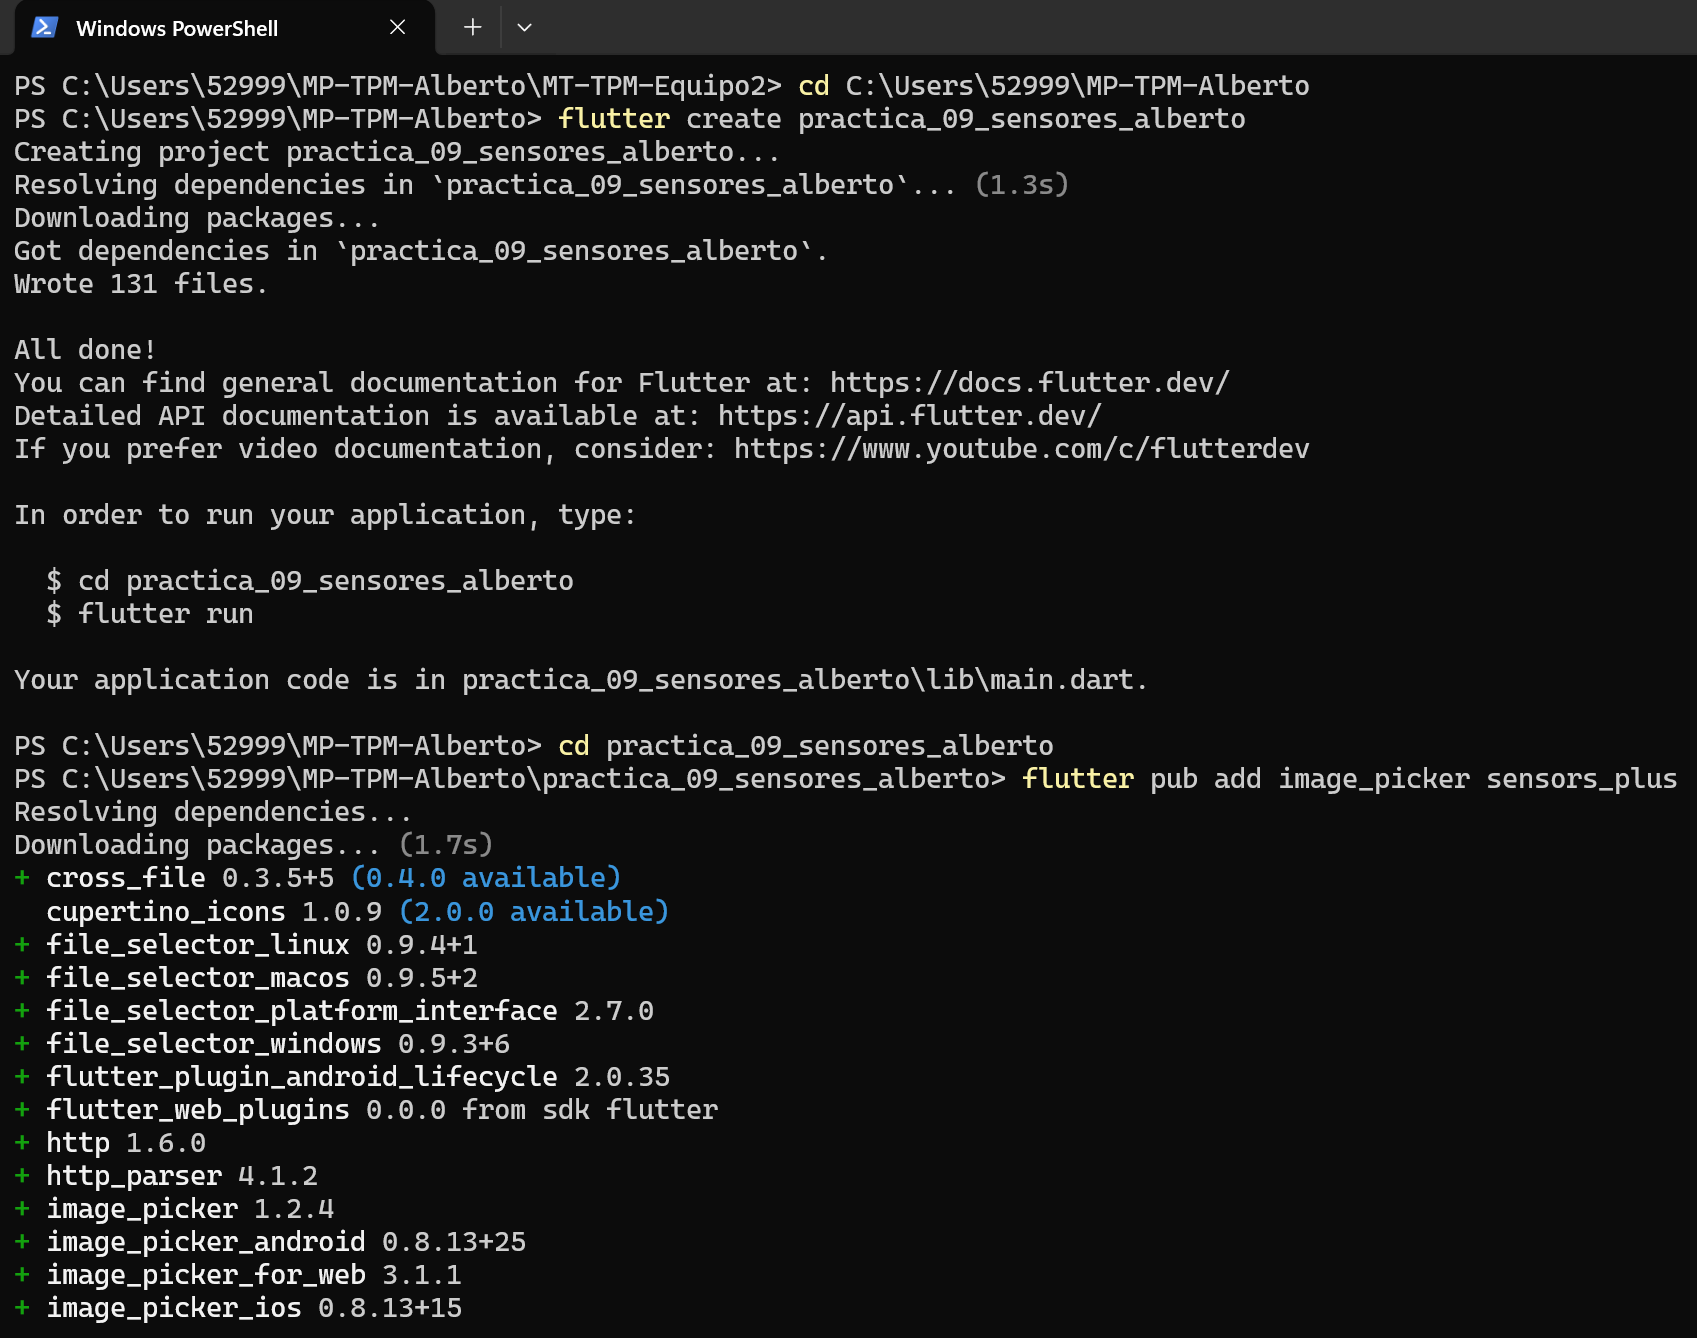 Windows PowerShell
PS C:\Users\52999\MP-TPM-Alberto\MT-TPM-Equipo2> cd C:\Users\52999\MP-TPM-Alberto
PS C:\Users\52999\MP-TPM-Alberto> flutter create practica_09_sensores_alberto
Creating project practica_09_sensores_alberto...
Resolving dependencies in `practica_09_sensores_alberto`... (1.3s)
Downloading packages...
Got dependencies in `practica_09_sensores_alberto`.
Wrote 131 files.

All done!
You can find general documentation for Flutter at: https://docs.flutter.dev/
Detailed API documentation is available at: https://api.flutter.dev/
If you prefer video documentation, consider: https://www.youtube.com/c/flutterdev

In order to run your application, type:

  $ cd practica_09_sensores_alberto
  $ flutter run

Your application code is in practica_09_sensores_alberto\lib\main.dart.

PS C:\Users\52999\MP-TPM-Alberto> cd practica_09_sensores_alberto
PS C:\Users\52999\MP-TPM-Alberto\practica_09_sensores_alberto> flutter pub add image_picker sensors_plus
Resolving dependencies...
Downloading packages... (1.7s)
+ cross_file 0.3.5+5 (0.4.0 available)
  cupertino_icons 1.0.9 (2.0.0 available)
+ file_selector_linux 0.9.4+1
+ file_selector_macos 0.9.5+2
+ file_selector_platform_interface 2.7.0
+ file_selector_windows 0.9.3+6
+ flutter_plugin_android_lifecycle 2.0.35
+ flutter_web_plugins 0.0.0 from sdk flutter
+ http 1.6.0
+ http_parser 4.1.2
+ image_picker 1.2.4
+ image_picker_android 0.8.13+25
+ image_picker_for_web 3.1.1
+ image_picker_ios 0.8.13+15